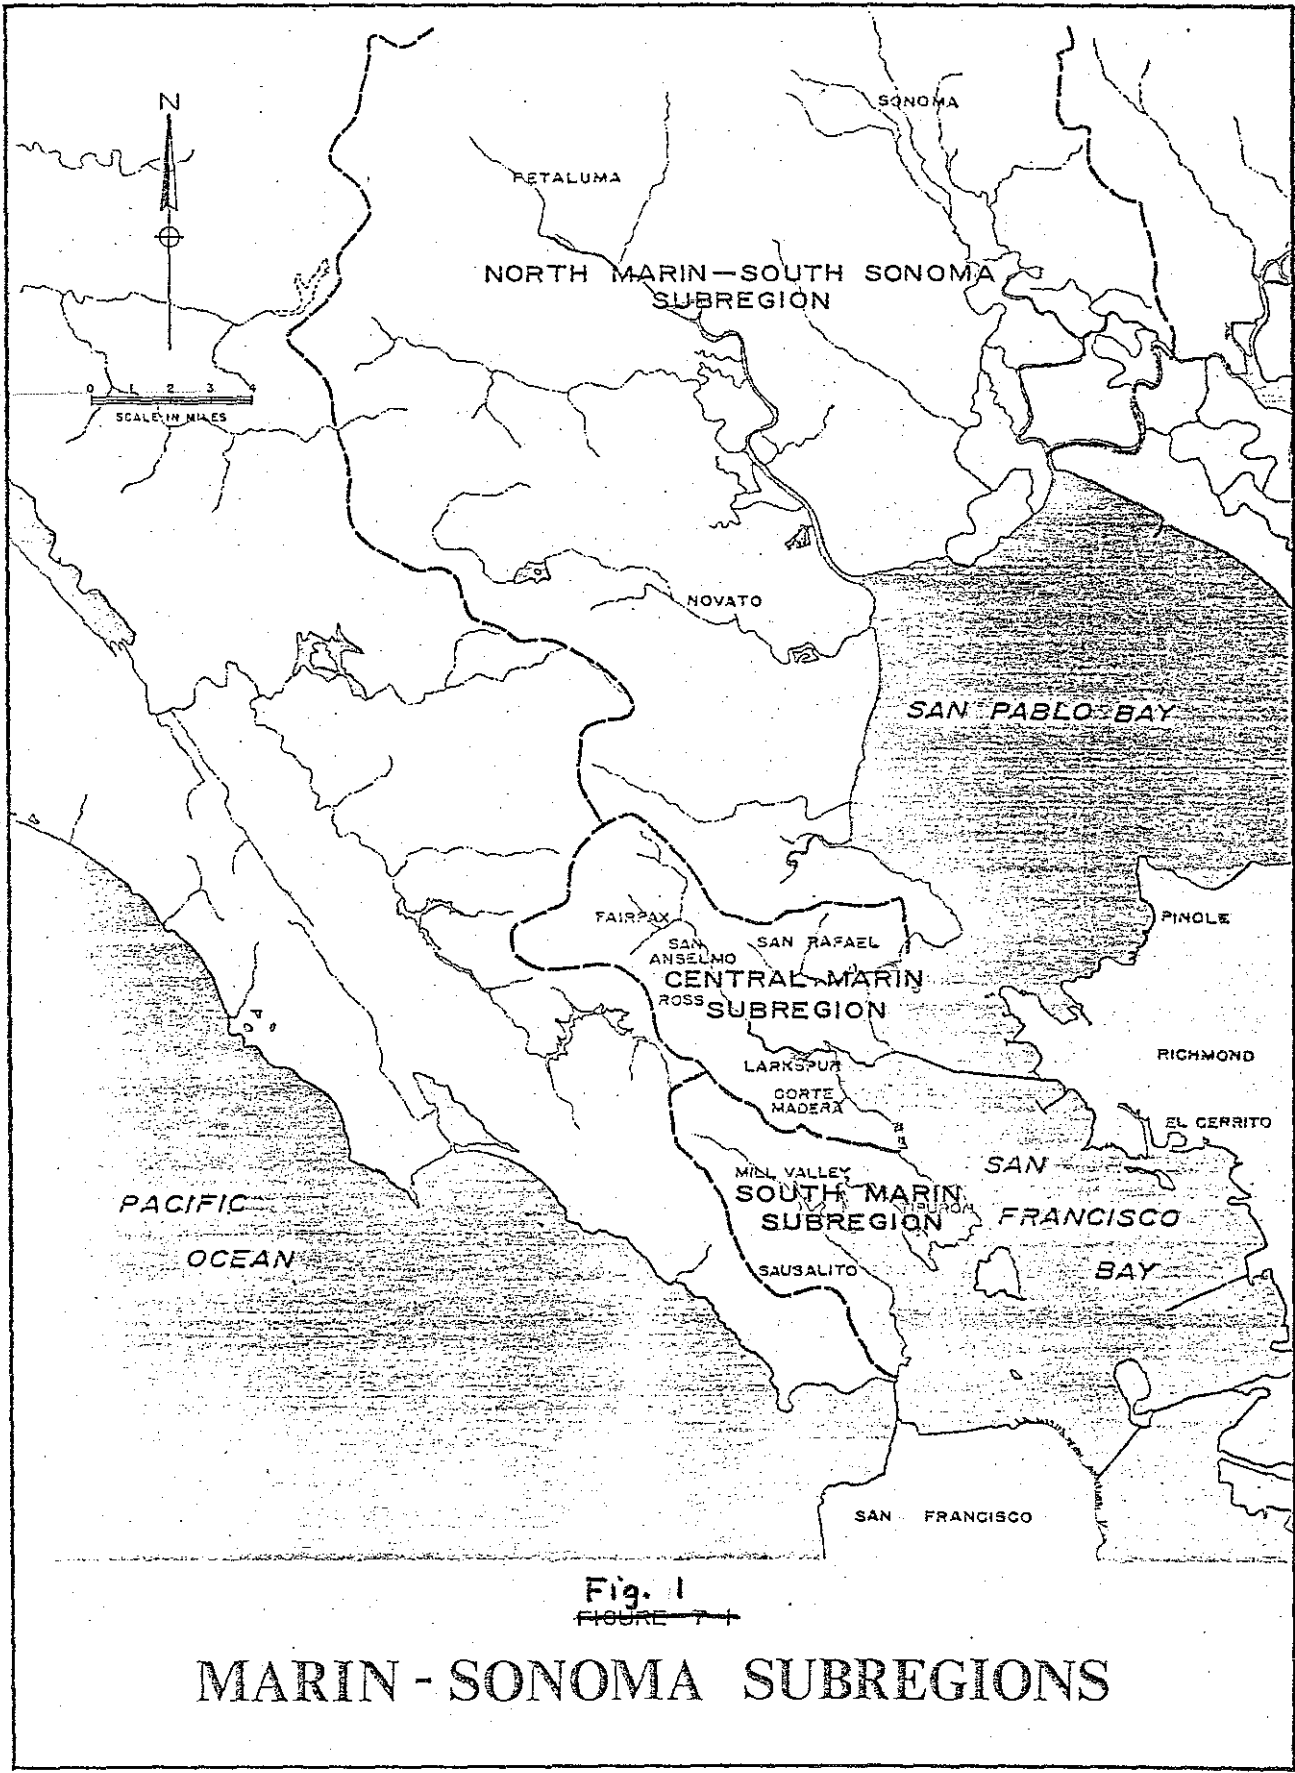 N
SONOMA
PETALUMA
NORTH MARIN—SOUTH SONOMA
SUBREGION
0 1 2 3 4
SCALE IN MILES
NOVATO
SAN PABLO BAY
PINOLE
FAIRFAX
SAN
ANSELMO
SAN RAFAEL
CENTRAL MARIN
SUBREGION
ROSS
RICHMOND
LARKSPUR
CORTE
MADERA
EL CERRITO
SAN
FRANCISCO
BAY
MILL VALLEY
SOUTH MARIN
SUBREGION
TIBURON
PACIFIC
OCEAN
SAUSALITO
SAN FRANCISCO
Fig. 1
FIGURE 7-1
MARIN - SONOMA SUBREGIONS